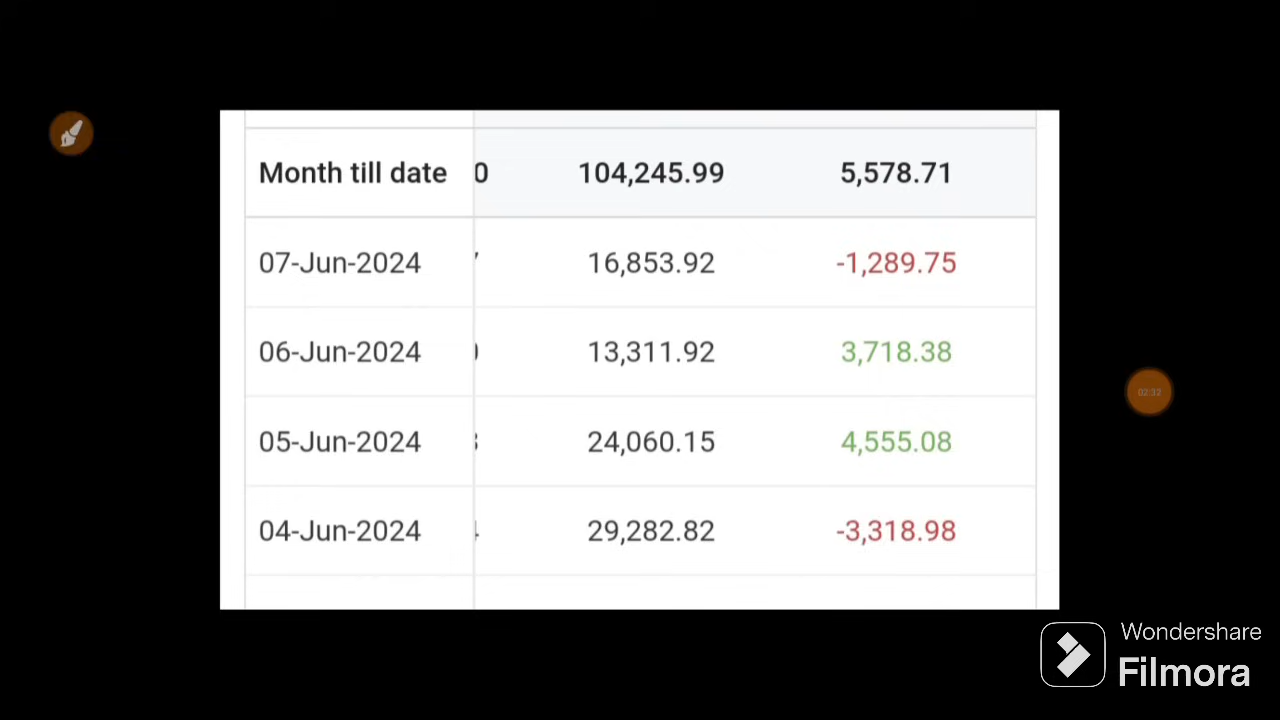 Month till date 0 104,245.99 5,578.71
07-Jun-2024 16,853.92 -1,289.75
06-Jun-2024 13,311.92 3,718.38
05-Jun-2024 24,060.15 4,555.08
04-Jun-2024 29,282.82 -3,318.98
02:32
Wondershare
Filmora